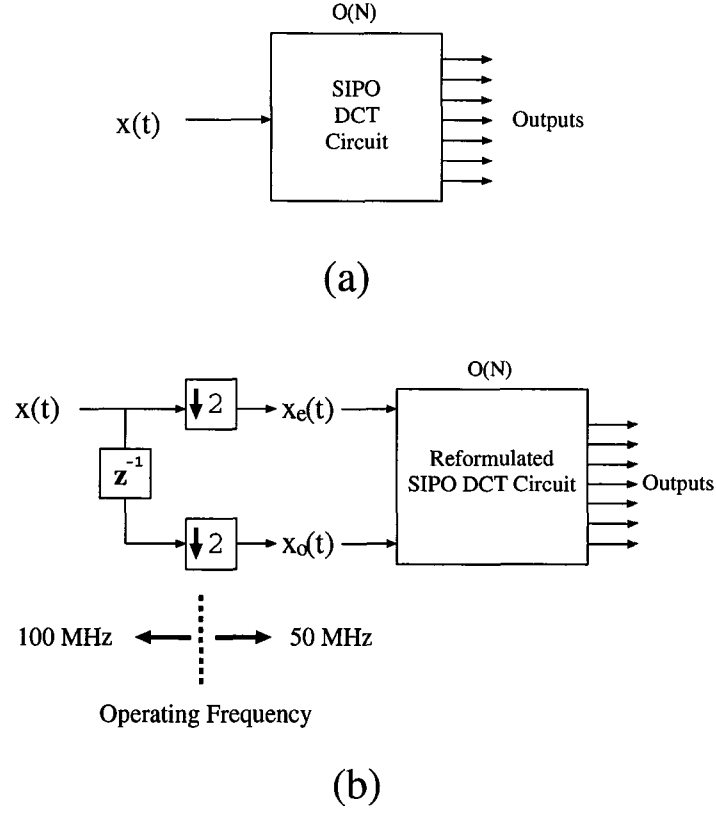 O(N)
SIPO
DCT
Circuit
x(t)
Outputs
(a)
O(N)
x(t)
2
xe(t)
z-1
Reformulated
SIPO DCT Circuit
Outputs
2
xo(t)
100 MHz
50 MHz
Operating Frequency
(b)